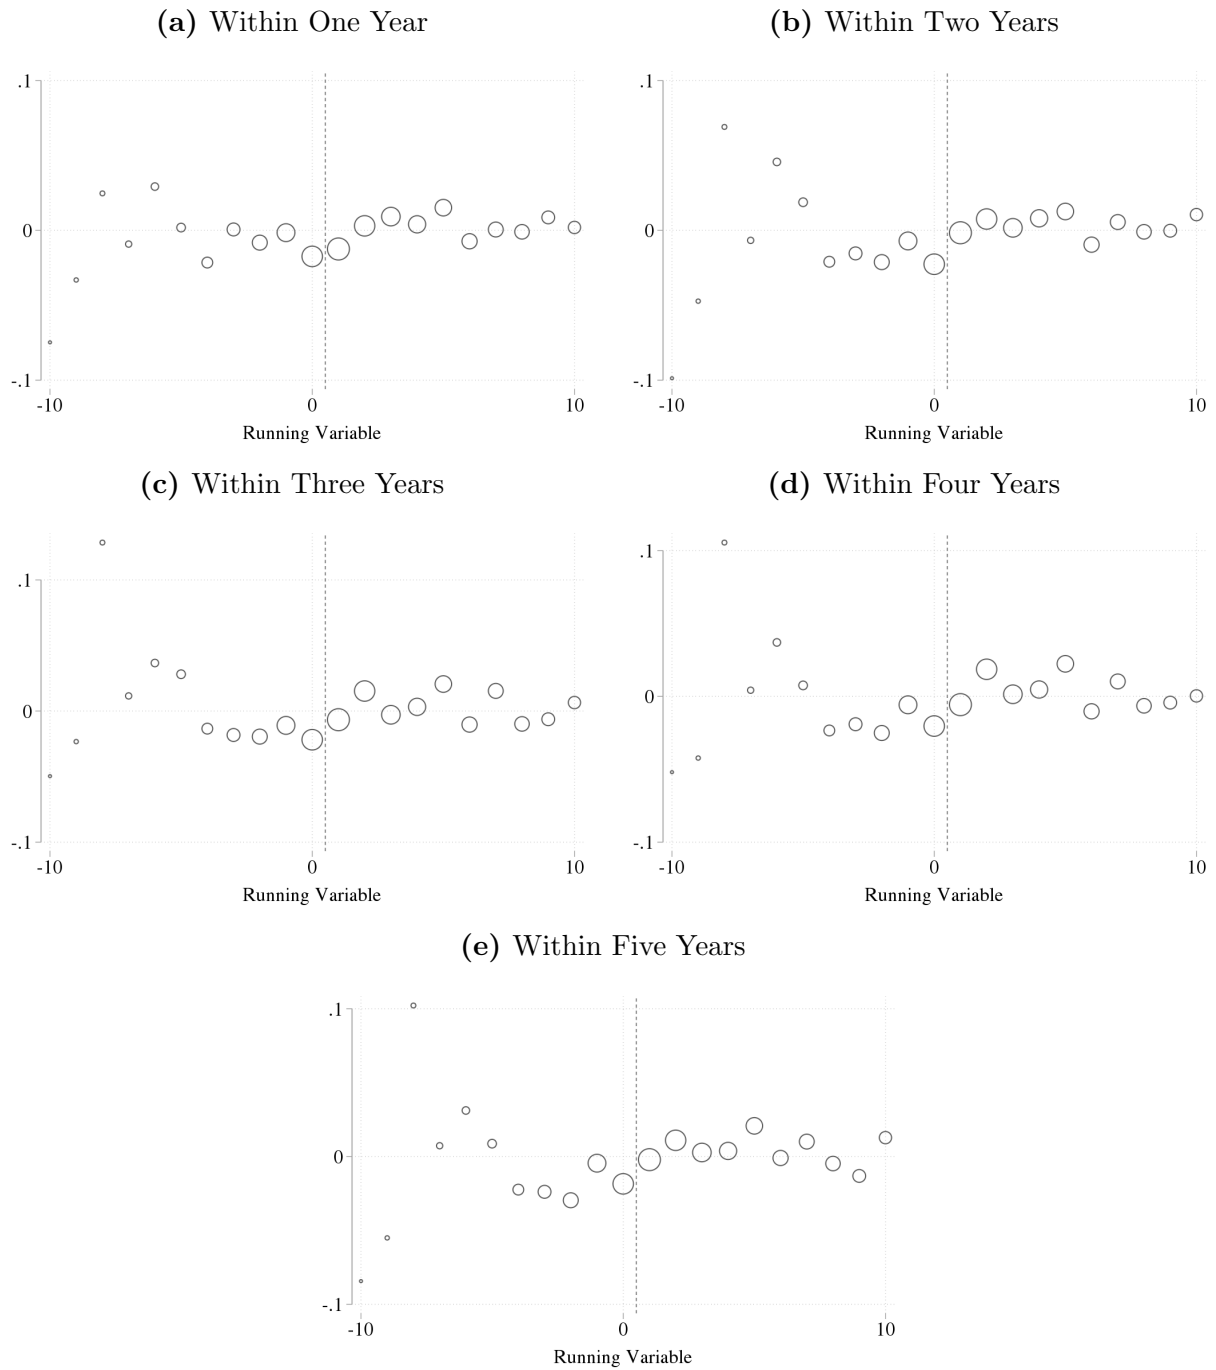 (a) Within One Year
.1
0
-.1
-10 0 10
Running Variable
(b) Within Two Years
.1
0
-.1
-10 0 10
Running Variable
(c) Within Three Years
.1
0
-.1
-10 0 10
Running Variable
(d) Within Four Years
.1
0
-.1
-10 0 10
Running Variable
(e) Within Five Years
.1
0
-.1
-10 0 10
Running Variable